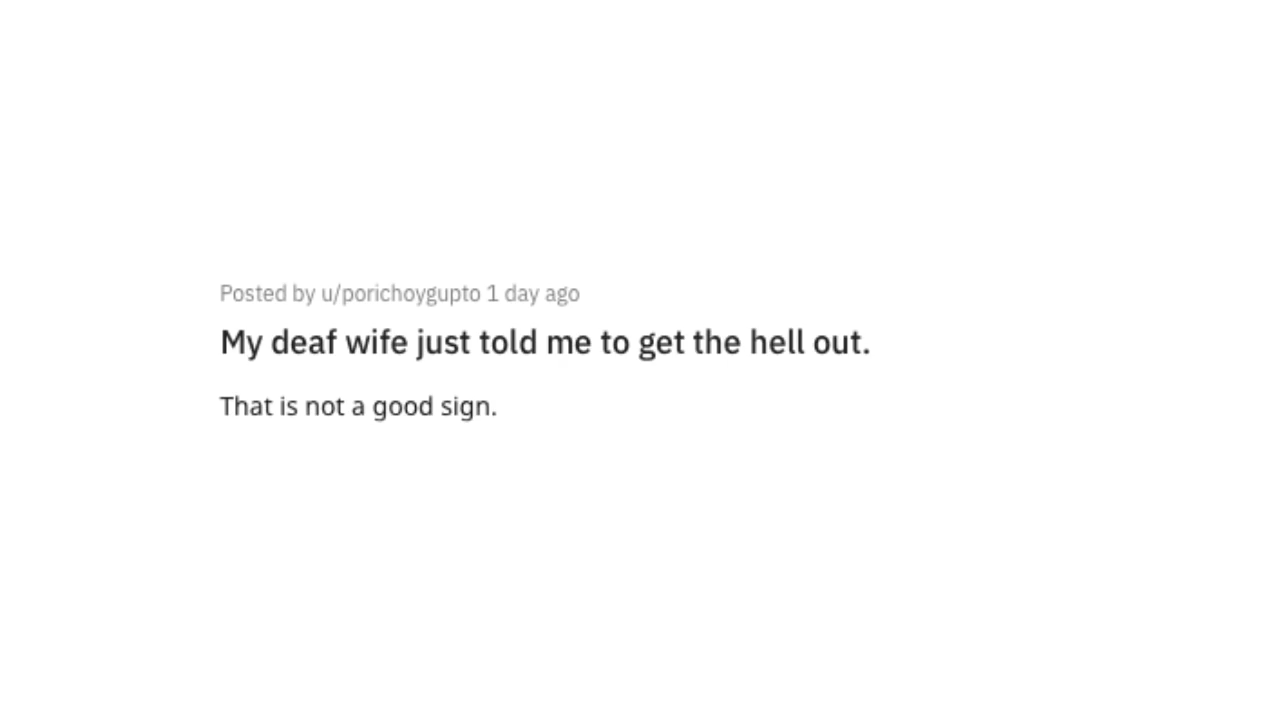 Posted by u/porichoygupto 1 day ago
My deaf wife just told me to get the hell out.
That is not a good sign.